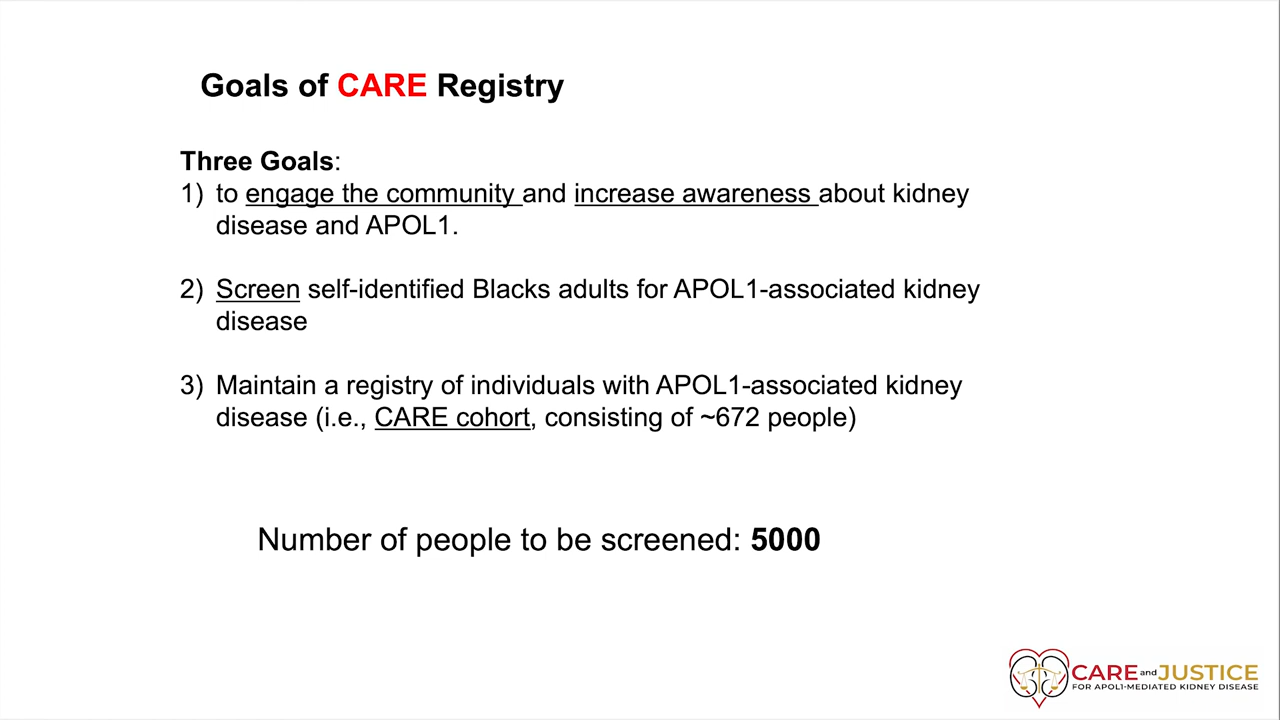 Goals of CARE Registry
Three Goals:
1) to engage the community and increase awareness about kidney
disease and APOL1.
2) Screen self-identified Blacks adults for APOL1-associated kidney
disease
3) Maintain a registry of individuals with APOL1-associated kidney
disease (i.e., CARE cohort, consisting of ~672 people)
Number of people to be screened: 5000
CARE and JUSTICE
FOR APOL1-MEDIATED KIDNEY DISEASE